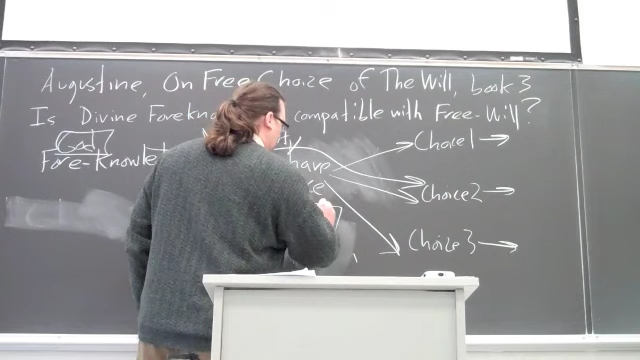 Augustine, On Free Choice of The Will, Book 3
Is Divine Forekno compatible with Free-Will?
God
Fore-Knowle
have
Choice 1
Choice 2
Choice 3